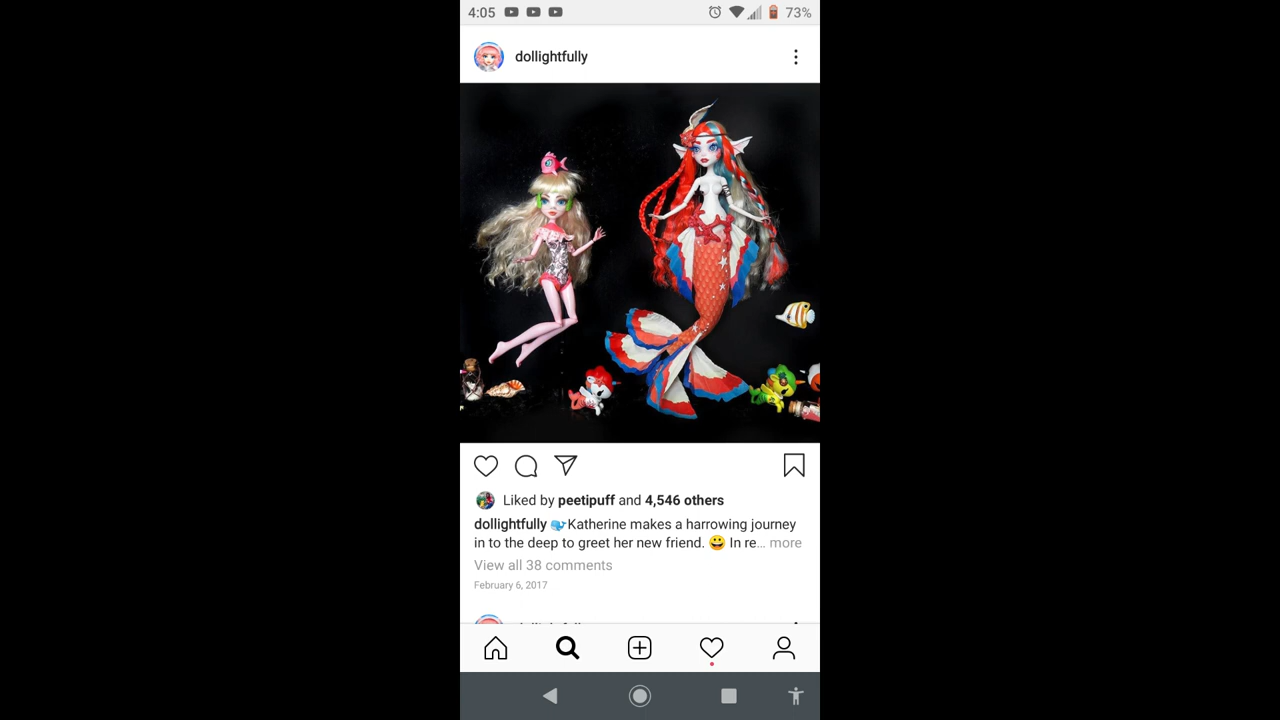 4:05
73%
dollightfully
Liked by peetipuff and 4,546 others
dollightfully 🐳Katherine makes a harrowing journey
in to the deep to greet her new friend. 😀 In re... more
View all 38 comments
February 6, 2017